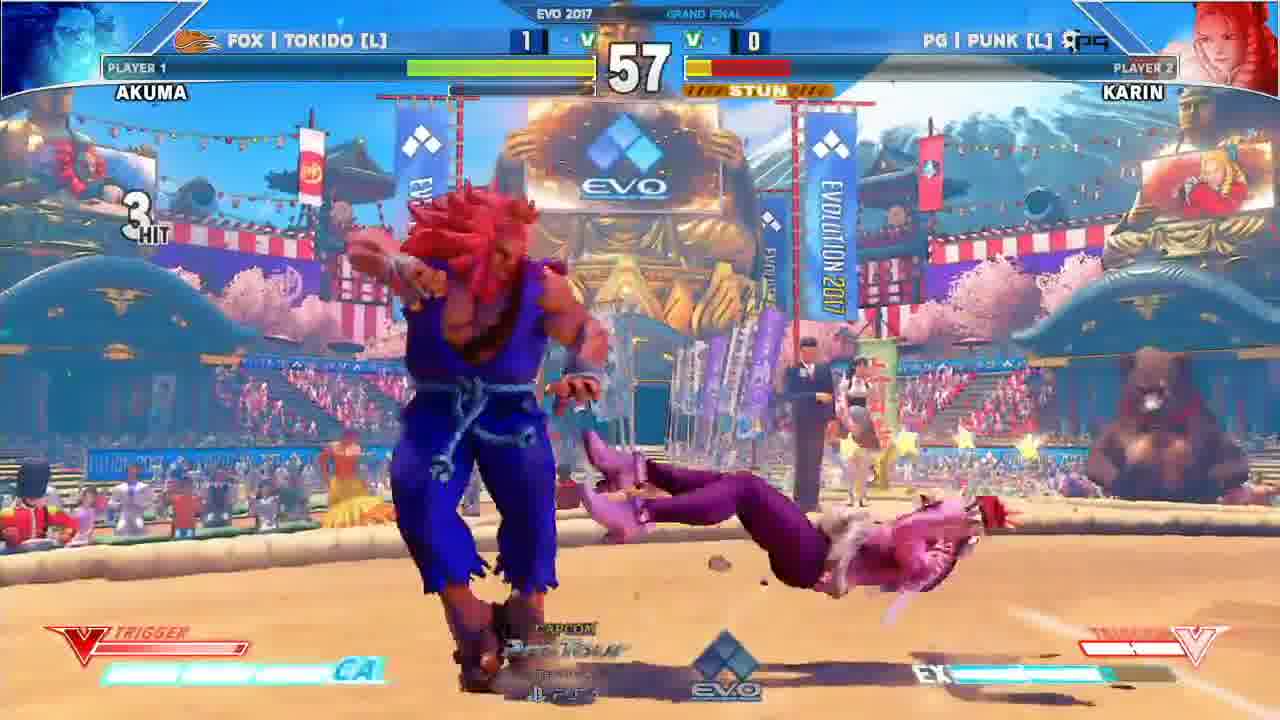 EVO 2017 GRAND FINAL
FOX | TOKIDO [L] 1 V 57 V 0 PG | PUNK [L] PG
PLAYER 1 PLAYER 2
AKUMA STUN KARIN
EVO
EVOLUTION 2017
3 HIT
V TRIGGER
CA
EX
V
CAPCOM
EVO